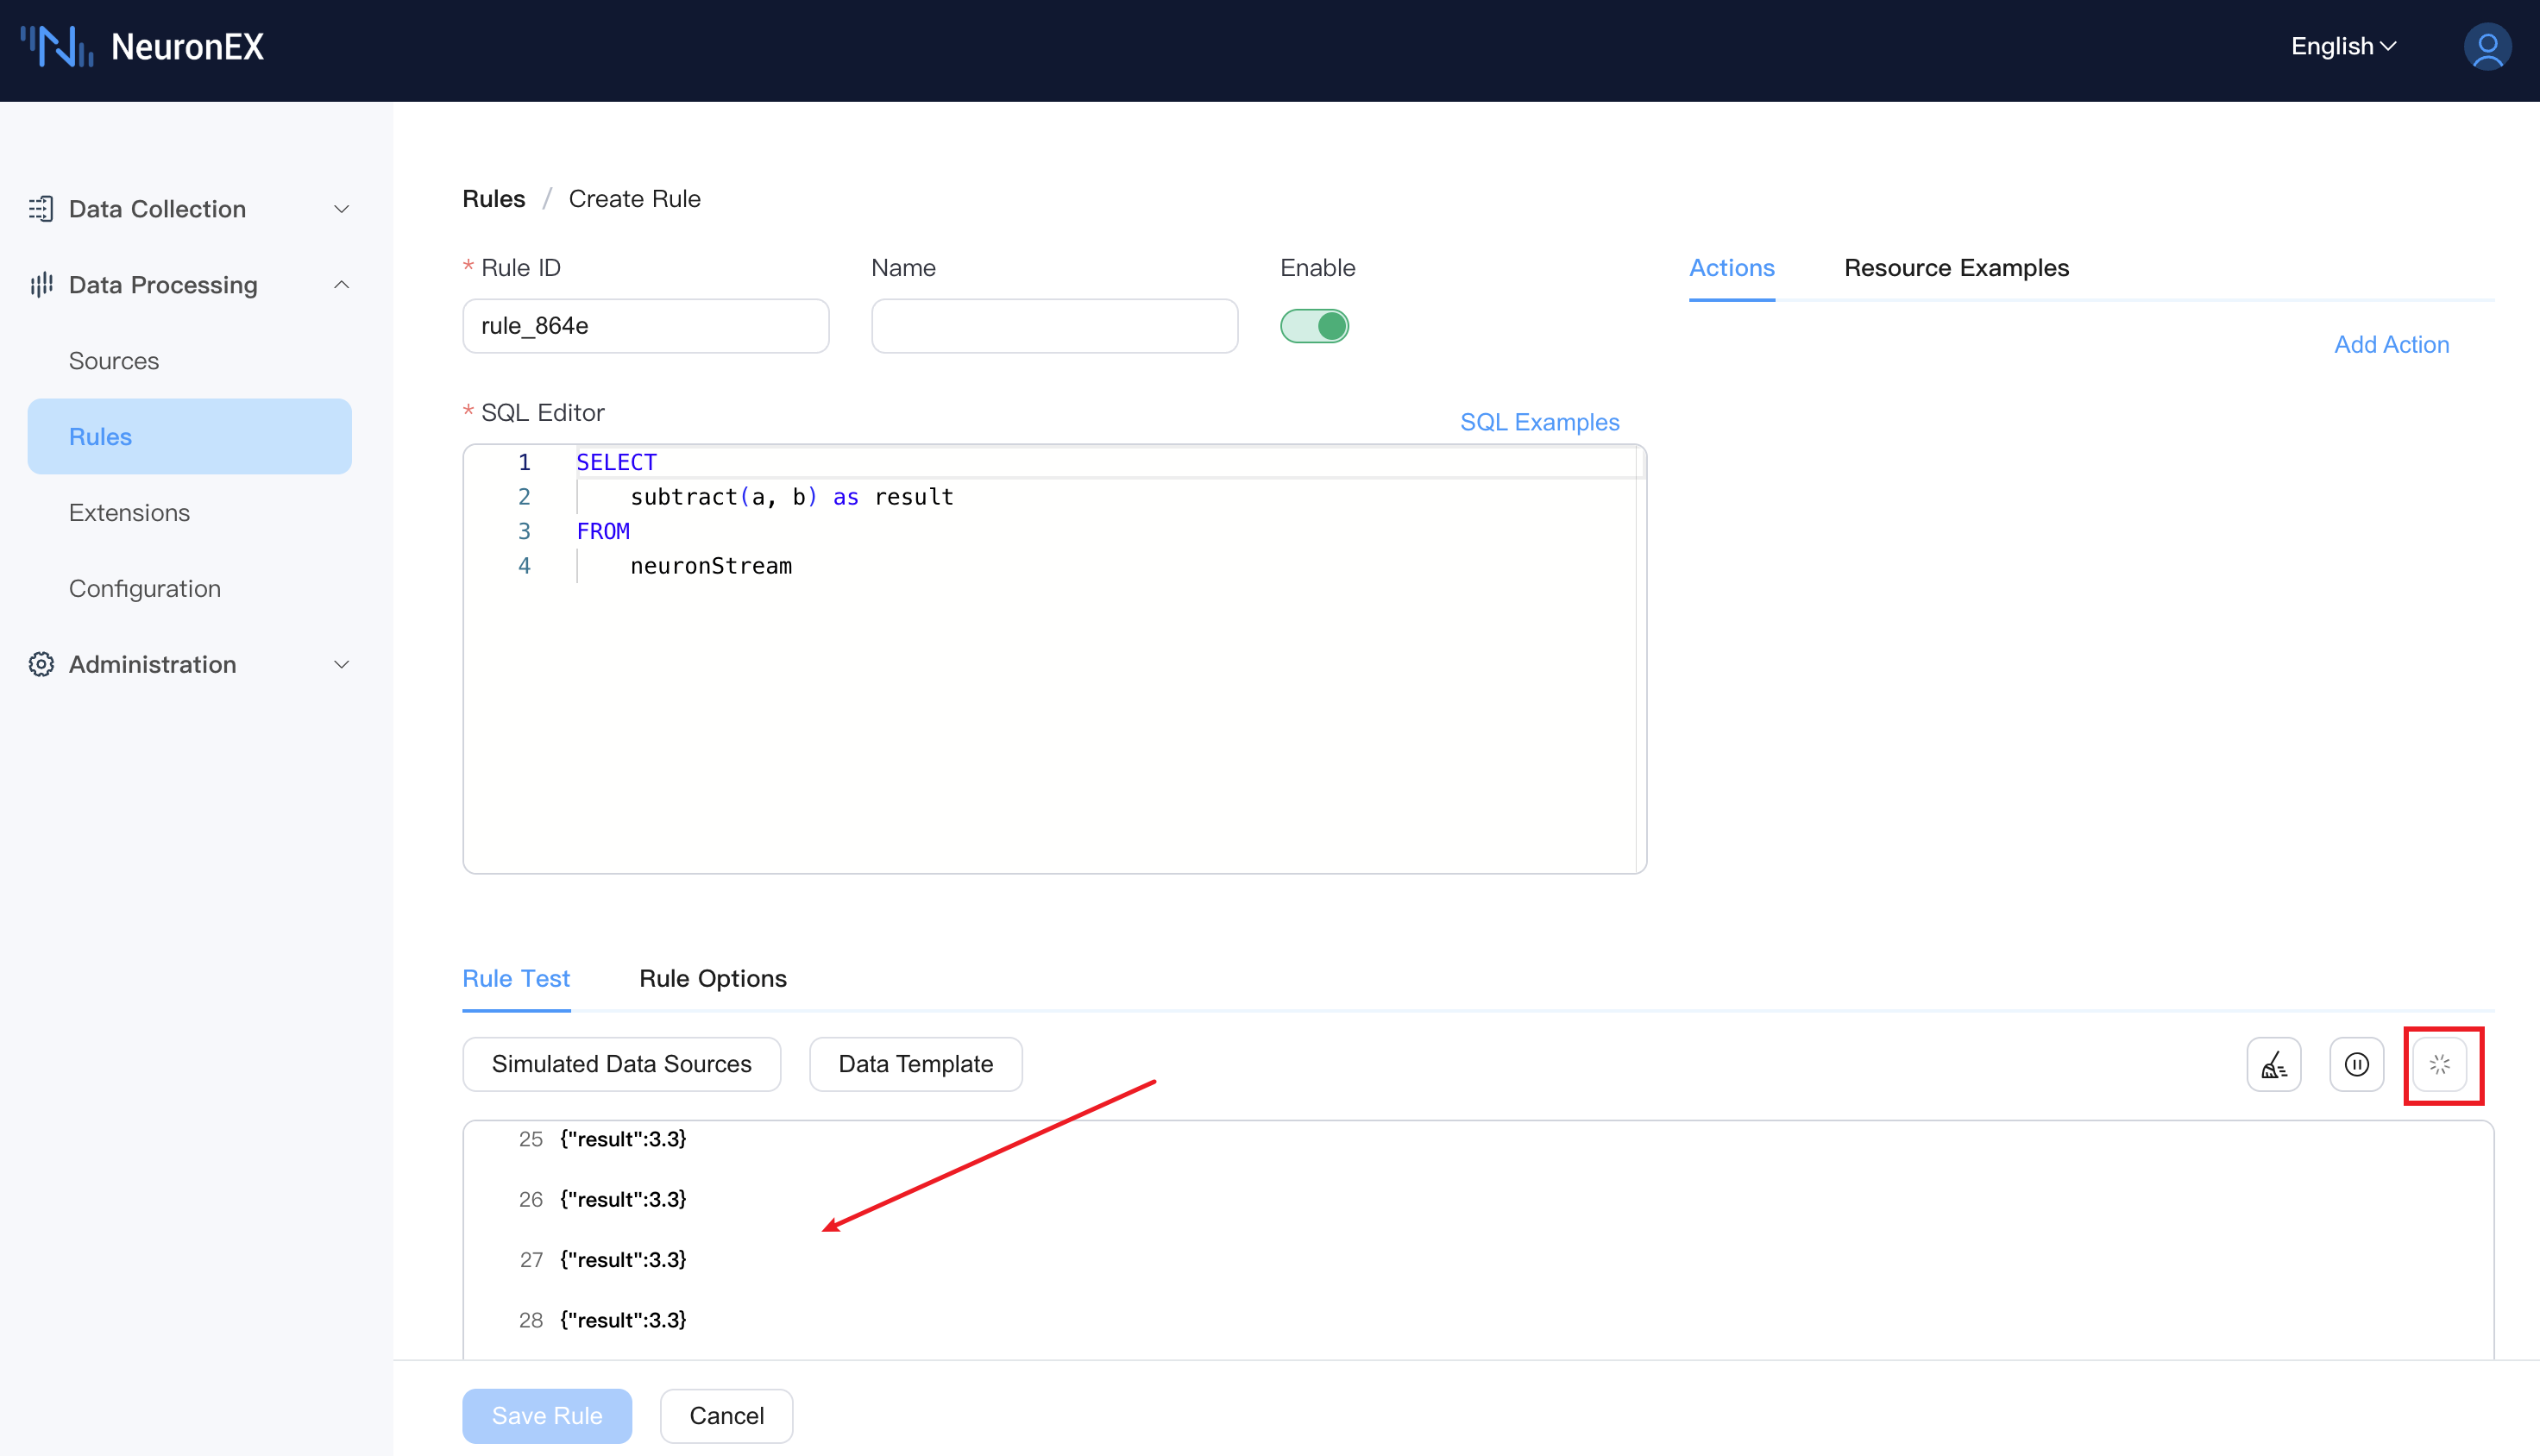 NeuronEX
English
Data Collection
Data Processing
Sources
Rules
Extensions
Configuration
Administration
Rules / Create Rule
* Rule ID
Name
Enable
rule_864e
Actions
Resource Examples
Add Action
* SQL Editor
SQL Examples
1 SELECT
2 subtract(a, b) as result
3 FROM
4 neuronStream
Rule Test
Rule Options
Simulated Data Sources
Data Template
25 {"result":3.3}
26 {"result":3.3}
27 {"result":3.3}
28 {"result":3.3}
Save Rule
Cancel